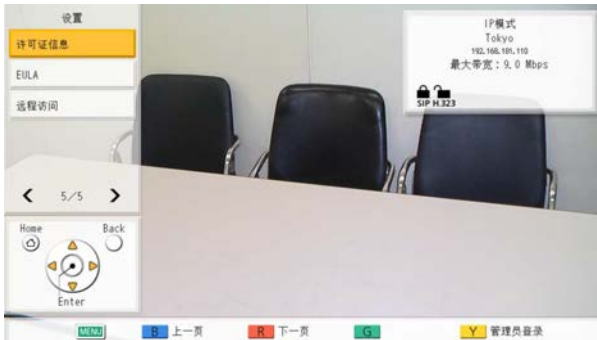 设置
许可证信息
EULA
远程访问
5/5
Home
Back
Enter
IP模式
Tokyo
192.168.181.110
最大带宽：9.0 Mbps
SIP H.323
MENU
B 上一页
R 下一页
G
Y 管理员登录